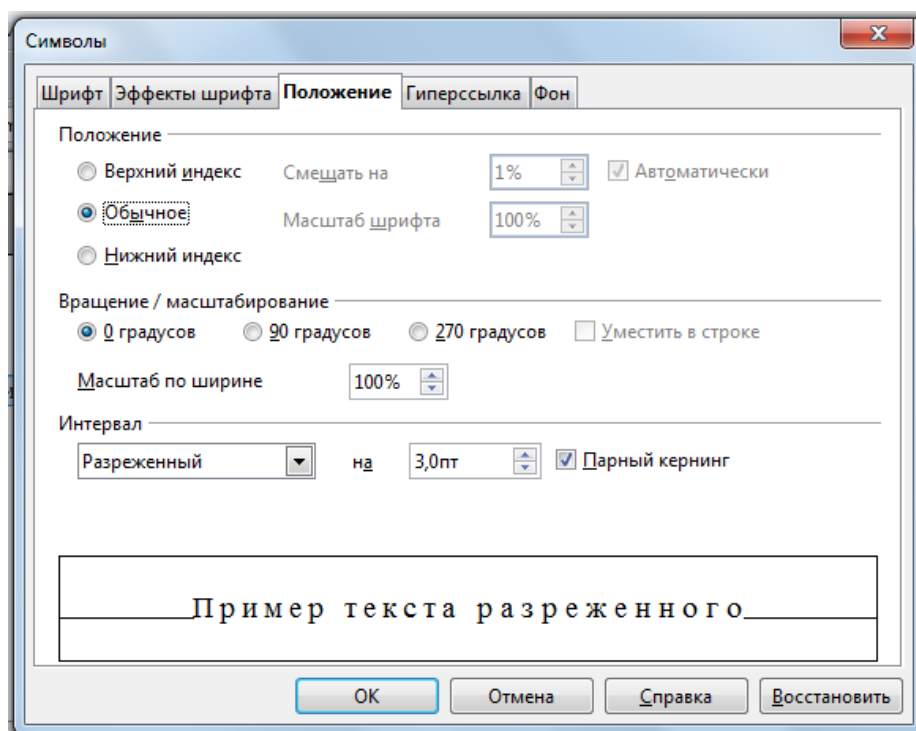 Символы
Шрифт Эффекты шрифта Положение Гиперссылка Фон
Положение
Верхний индекс Смещать на 1% Автоматически
Обычное Масштаб шрифта 100%
Нижний индекс
Вращение / масштабирование
0 градусов 90 градусов 270 градусов Уместить в строке
Масштаб по ширине 100%
Интервал
Разреженный на 3,0пт Парный кернинг
Пример текста разреженного
ОК Отмена Справка Восстановить